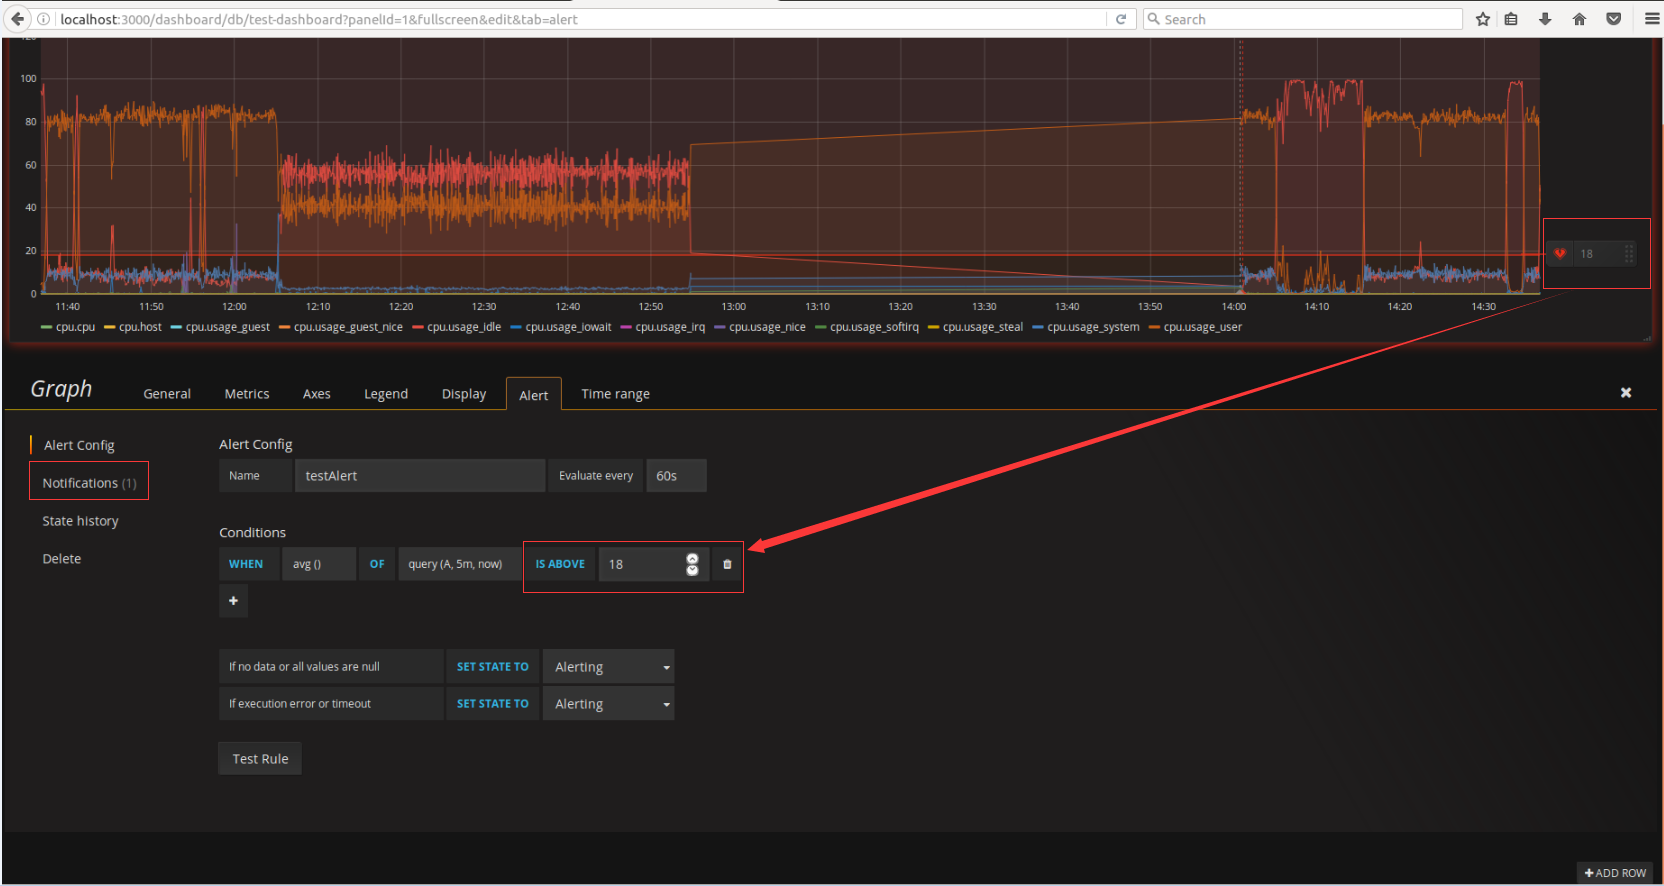 localhost:3000/dashboard/db/test-dashboard?panelId=1&fullscreen&edit&tab=alert
Search
120
100
80
60
40
20
0
18
11:40 11:50 12:00 12:10 12:20 12:30 12:40 12:50 13:00 13:10 13:20 13:30 13:40 13:50 14:00 14:10 14:20 14:30
cpu.cpu cpu.host cpu.usage_guest cpu.usage_guest_nice cpu.usage_idle cpu.usage_iowait cpu.usage_irq cpu.usage_nice cpu.usage_softirq cpu.usage_steal cpu.usage_system cpu.usage_user
Graph General Metrics Axes Legend Display Alert Time range
Alert Config
Notifications (1)
State history
Delete
Alert Config
Name testAlert Evaluate every 60s
Conditions
WHEN avg () OF query (A, 5m, now) IS ABOVE 18
If no data or all values are null SET STATE TO Alerting
If execution error or timeout SET STATE TO Alerting
Test Rule
ADD ROW